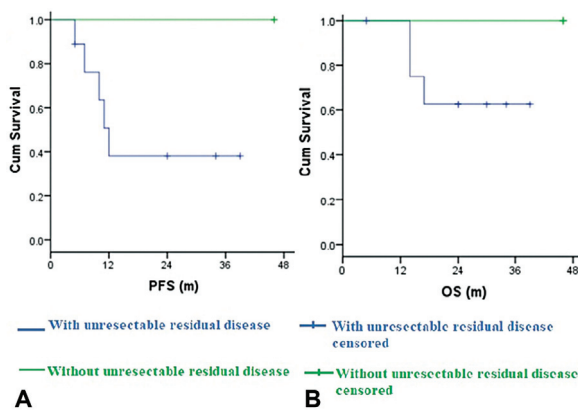 1.0
0.8
0.6
0.4
0.2
0.0
Cum Survival
0
12
24
36
48
PFS (m)
1.0
0.8
0.6
0.4
0.2
0.0
Cum Survival
0
12
24
36
48
OS (m)
With unresectable residual disease
With unresectable residual disease
censored
Without unresectable residual disease
Without unresectable residual disease
censored
A
B